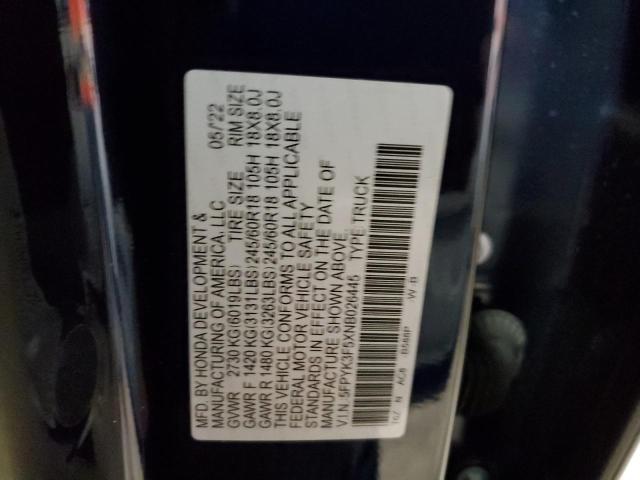 MFD. BY HONDA DEVELOPMENT &
MANUFACTURING OF AMERICA, LLC 05/'22
GVWR 2730 KG(6019LBS) TIRE SIZE RIM SIZE
GAWR F 1420 KG(3131LBS) 245/60R18 105H 18X8.0J
GAWR R 1480 KG(3263LBS) 245/60R18 105H 18X8.0J
THIS VEHICLE CONFORMS TO ALL APPLICABLE
FEDERAL MOTOR VEHICLE SAFETY
STANDARDS IN EFFECT ON THE DATE OF
MANUFACTURE SHOWN ABOVE.
V.I.N. 5FPYK3F5XNB026445 TYPE:TRUCK
T6Z N AC8 B588P -W-B